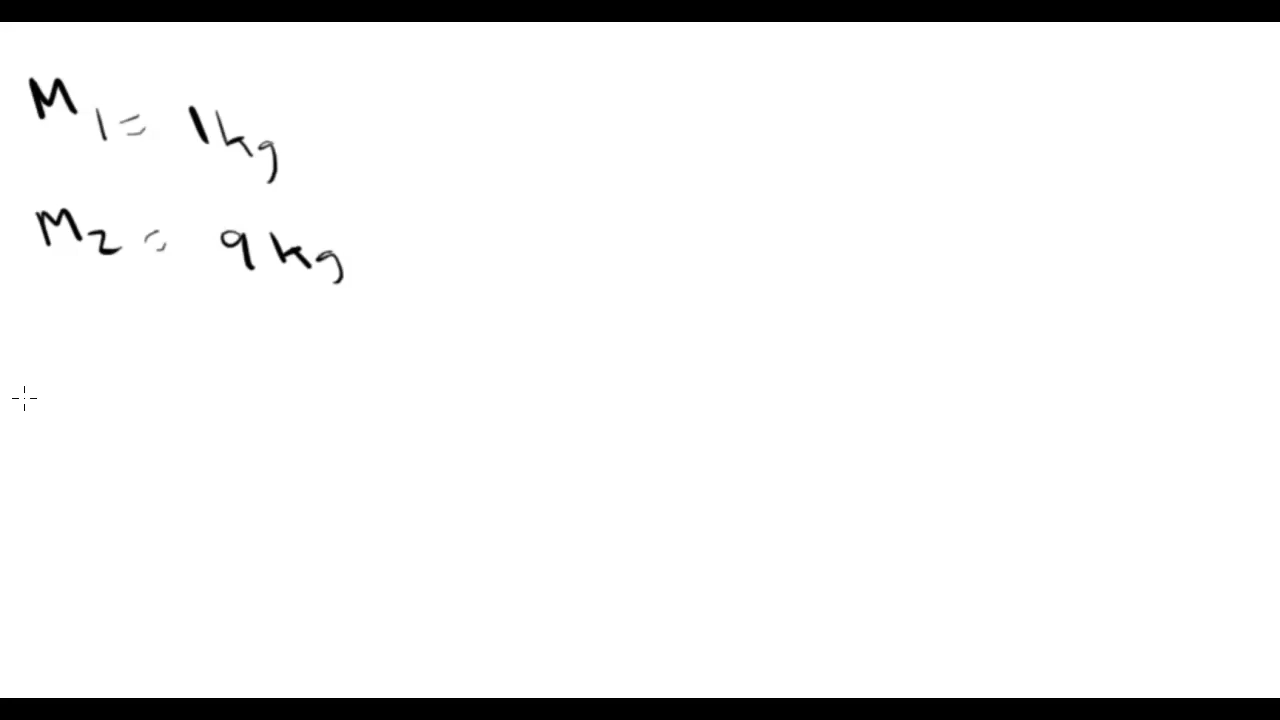 M1 = 1kg
M2 = 9kg